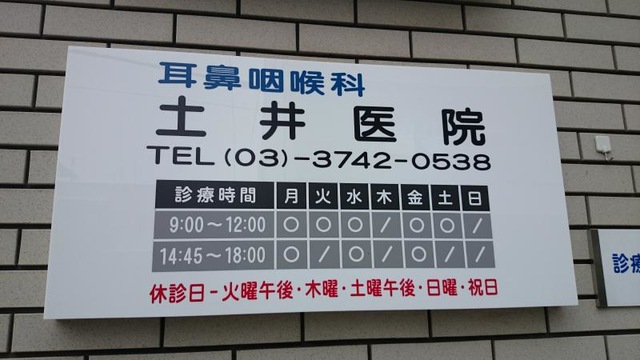 耳鼻咽喉科
土井医院
TEL(03)-3742-0538
診療時間 月 火 水 木 金 土 日
9:00~12:00 ○ ○ ○ / ○ ○ /
14:45~18:00 ○ / ○ / ○ / /
休診日-火曜午後・木曜・土曜午後・日曜・祝日
診療